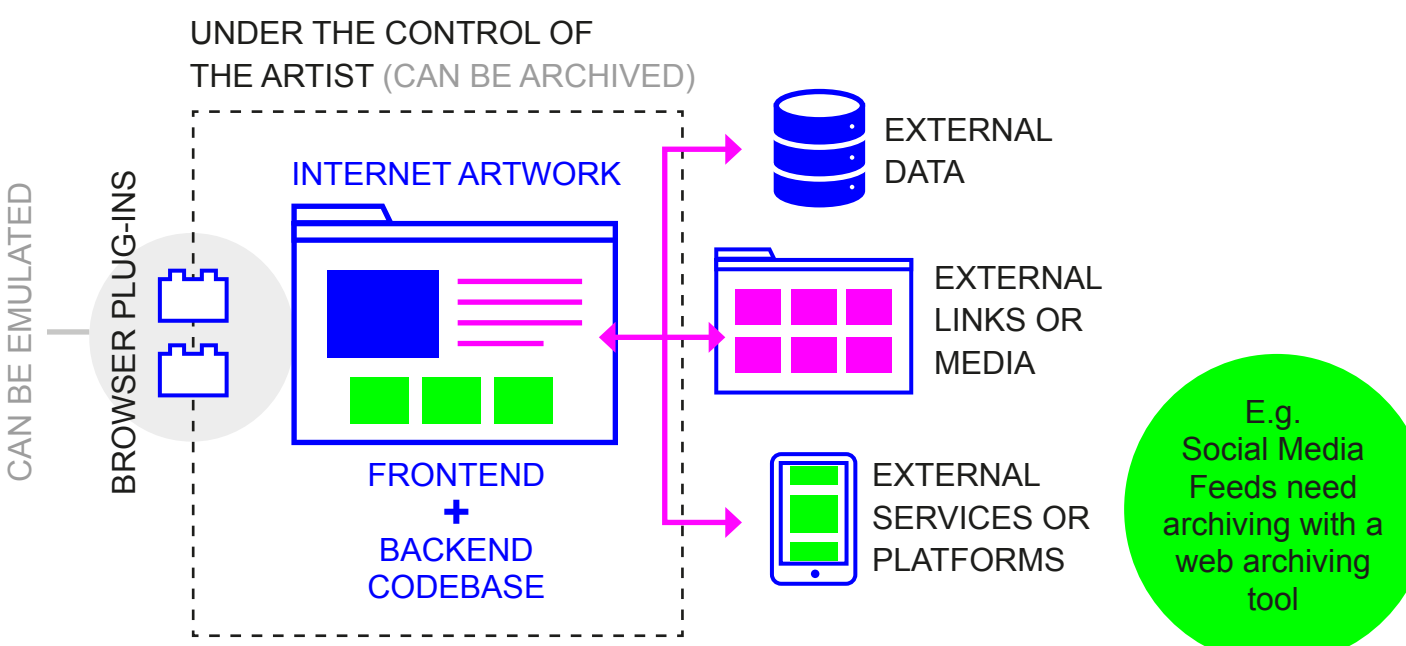 UNDER THE CONTROL OF
THE ARTIST (CAN BE ARCHIVED)
CAN BE EMULATED
BROWSER PLUG-INS
INTERNET ARTWORK
FRONTEND
+
BACKEND
CODEBASE
EXTERNAL
DATA
EXTERNAL
LINKS OR
MEDIA
EXTERNAL
SERVICES OR
PLATFORMS
E.g.
Social Media
Feeds need
archiving with a
web archiving
tool